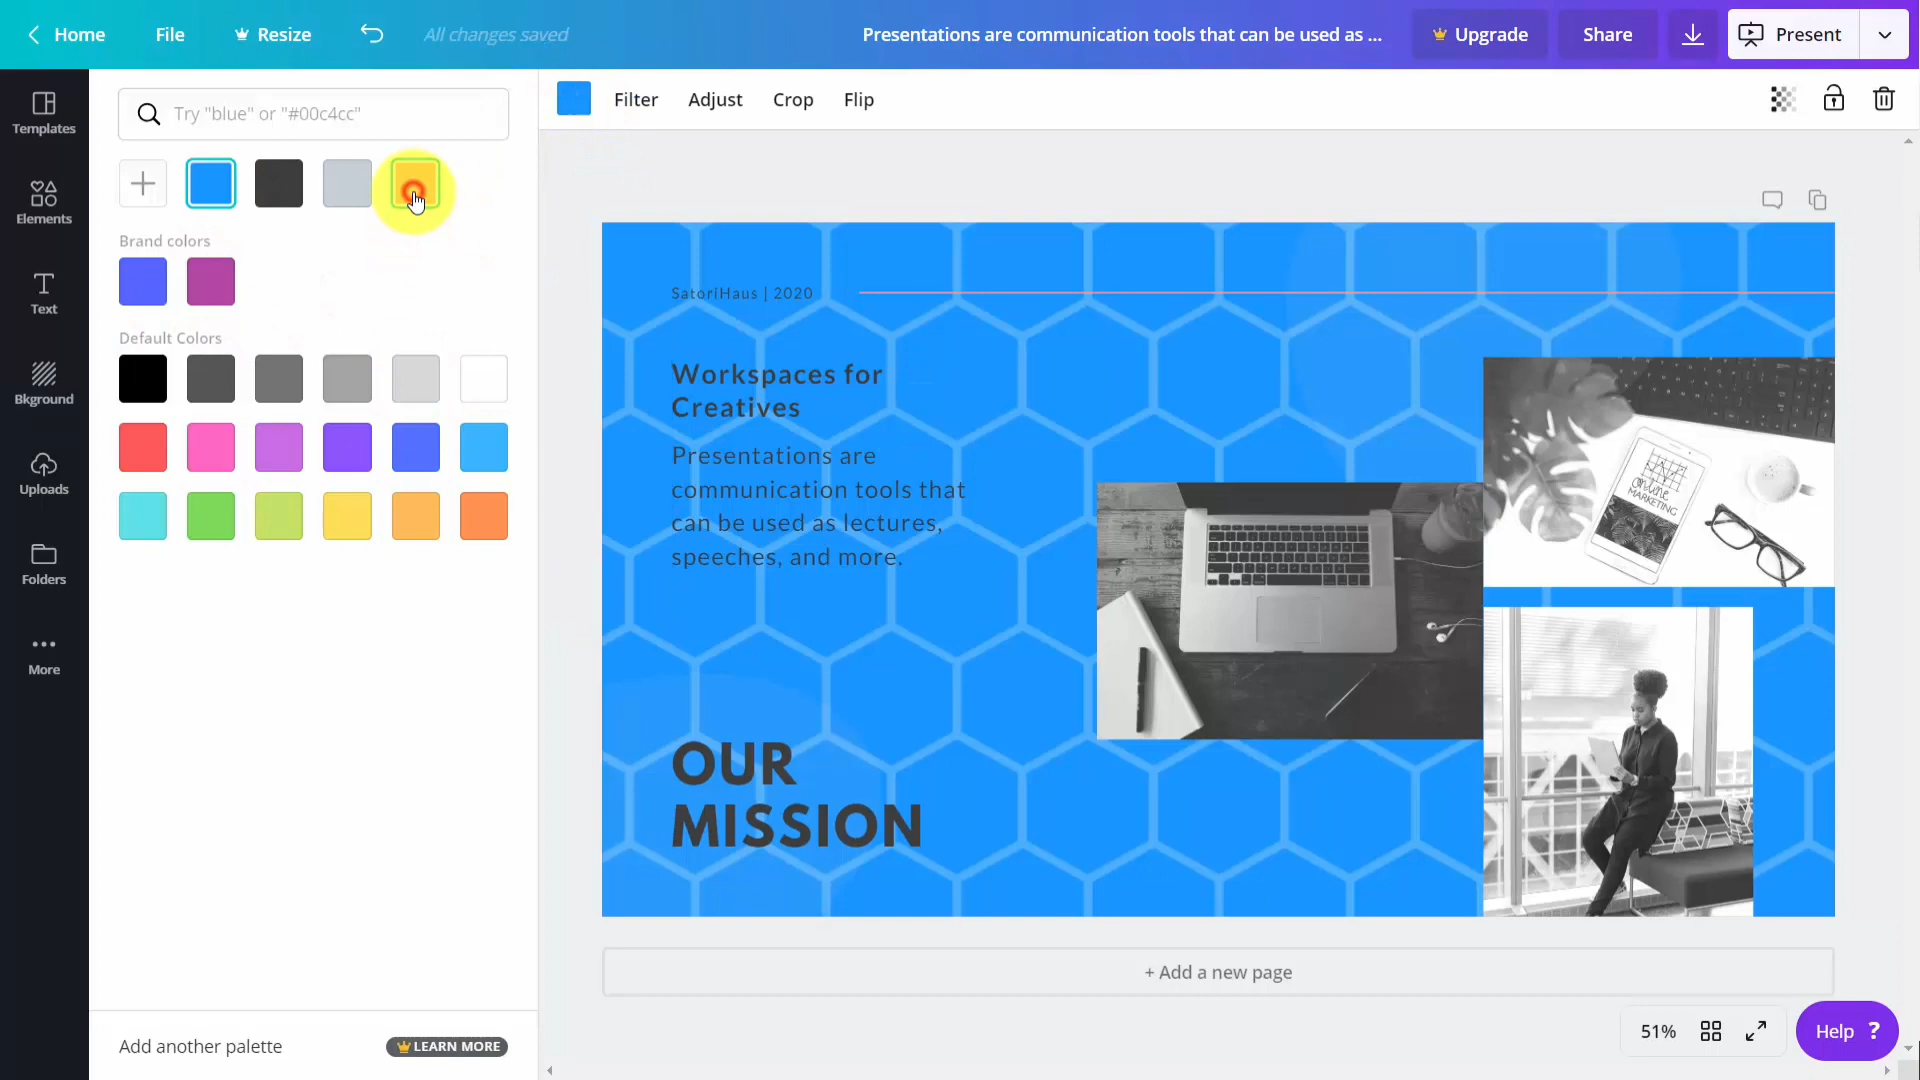 Home
File
Resize
All changes saved
Presentations are communication tools that can be used as ...
Upgrade
Share
Present
Templates
Elements
Text
Bkground
Uploads
Folders
More
Try "blue" or "#00c4cc"
Brand colors
Default Colors
Add another palette
LEARN MORE
Filter
Adjust
Crop
Flip
SatoriHaus | 2020
Workspaces for
Creatives
Presentations are
communication tools that
can be used as lectures,
speeches, and more.
OUR
MISSION
Online
MARKETING
+ Add a new page
51%
Help ?